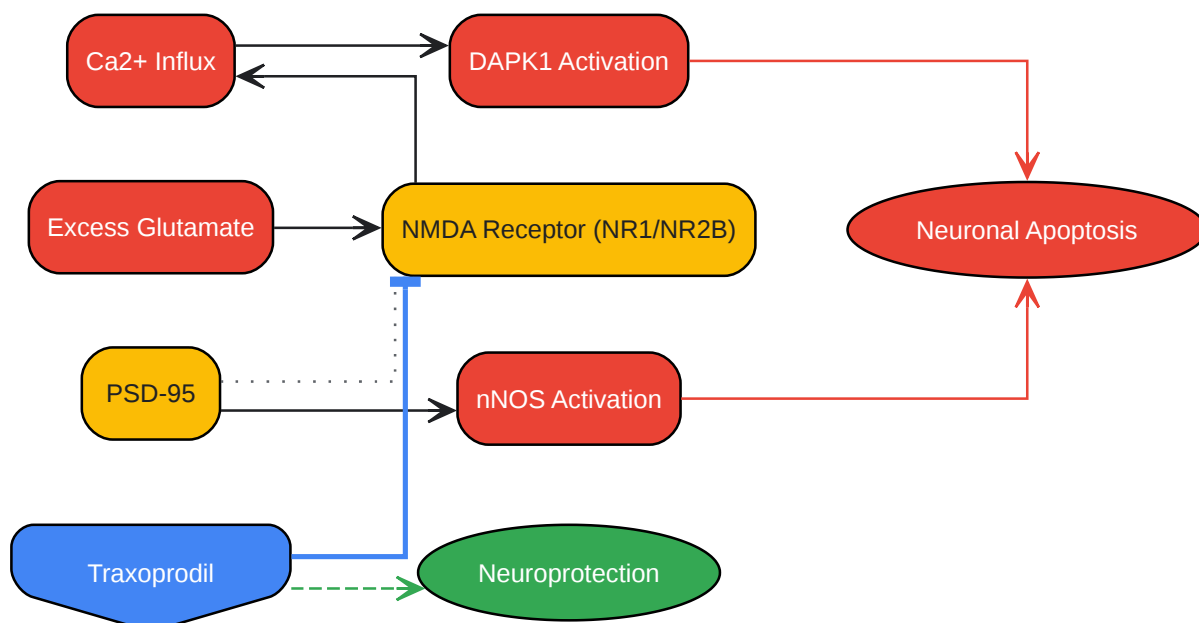 Ca2+ Influx
DAPK1 Activation
Excess Glutamate
NMDA Receptor (NR1/NR2B)
Neuronal Apoptosis
PSD-95
nNOS Activation
Traxoprodil
Neuroprotection